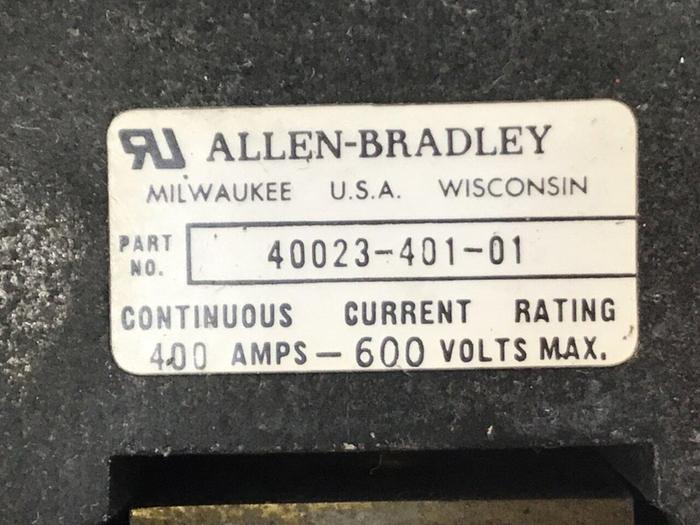 ALLEN-BRADLEY
MILWAUKEE U.S.A. WISCONSIN
PART NO. 40023-401-01
CONTINUOUS CURRENT RATING
400 AMPS — 600 VOLTS MAX.